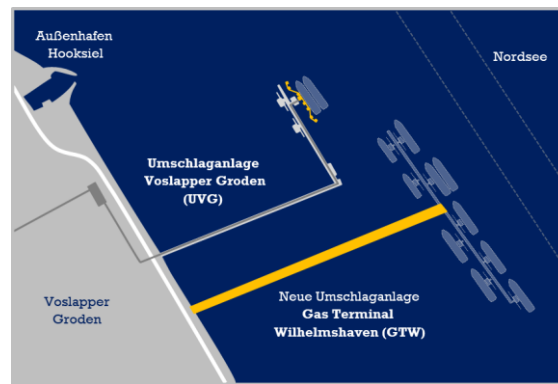 Außenhafen
Hooksiel
Nordsee
Umschlaganlage
Voslapper Groden
(UVG)
Voslapper
Groden
Neue Umschlaganlage
Gas Terminal
Wilhelmshaven (GTW)